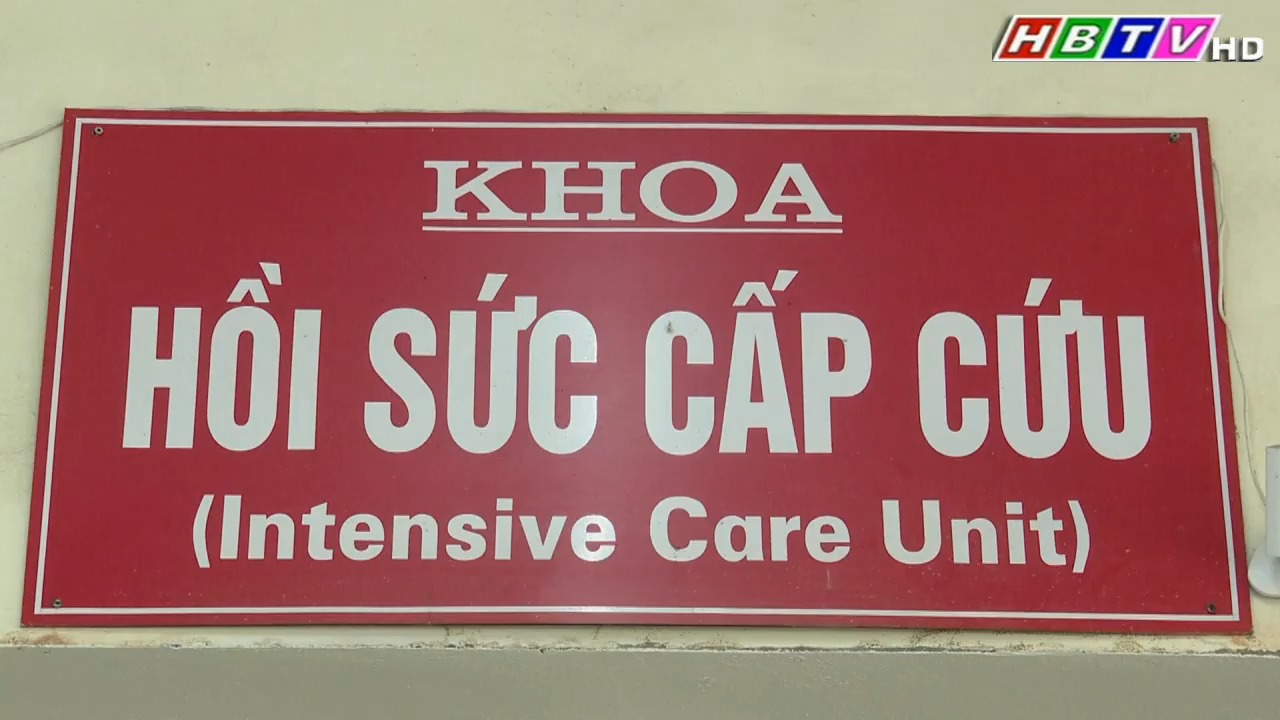 HBTV HD
KHOA
HỒI SỨC CẤP CỨU
(Intensive Care Unit)